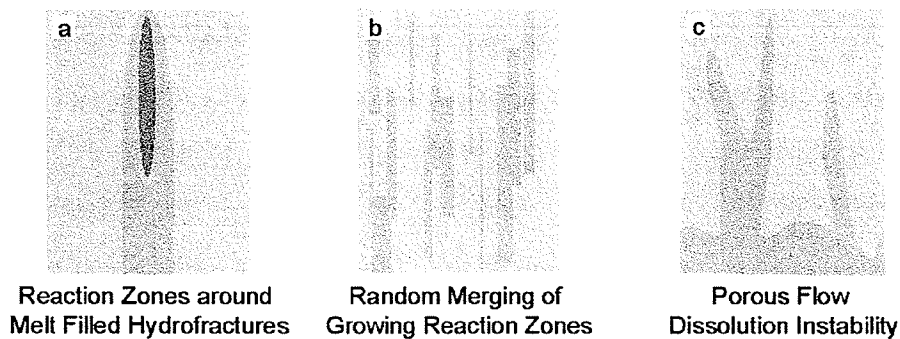 a
b
c
Reaction Zones around
Melt Filled Hydrofractures
Random Merging of
Growing Reaction Zones
Porous Flow
Dissolution Instability